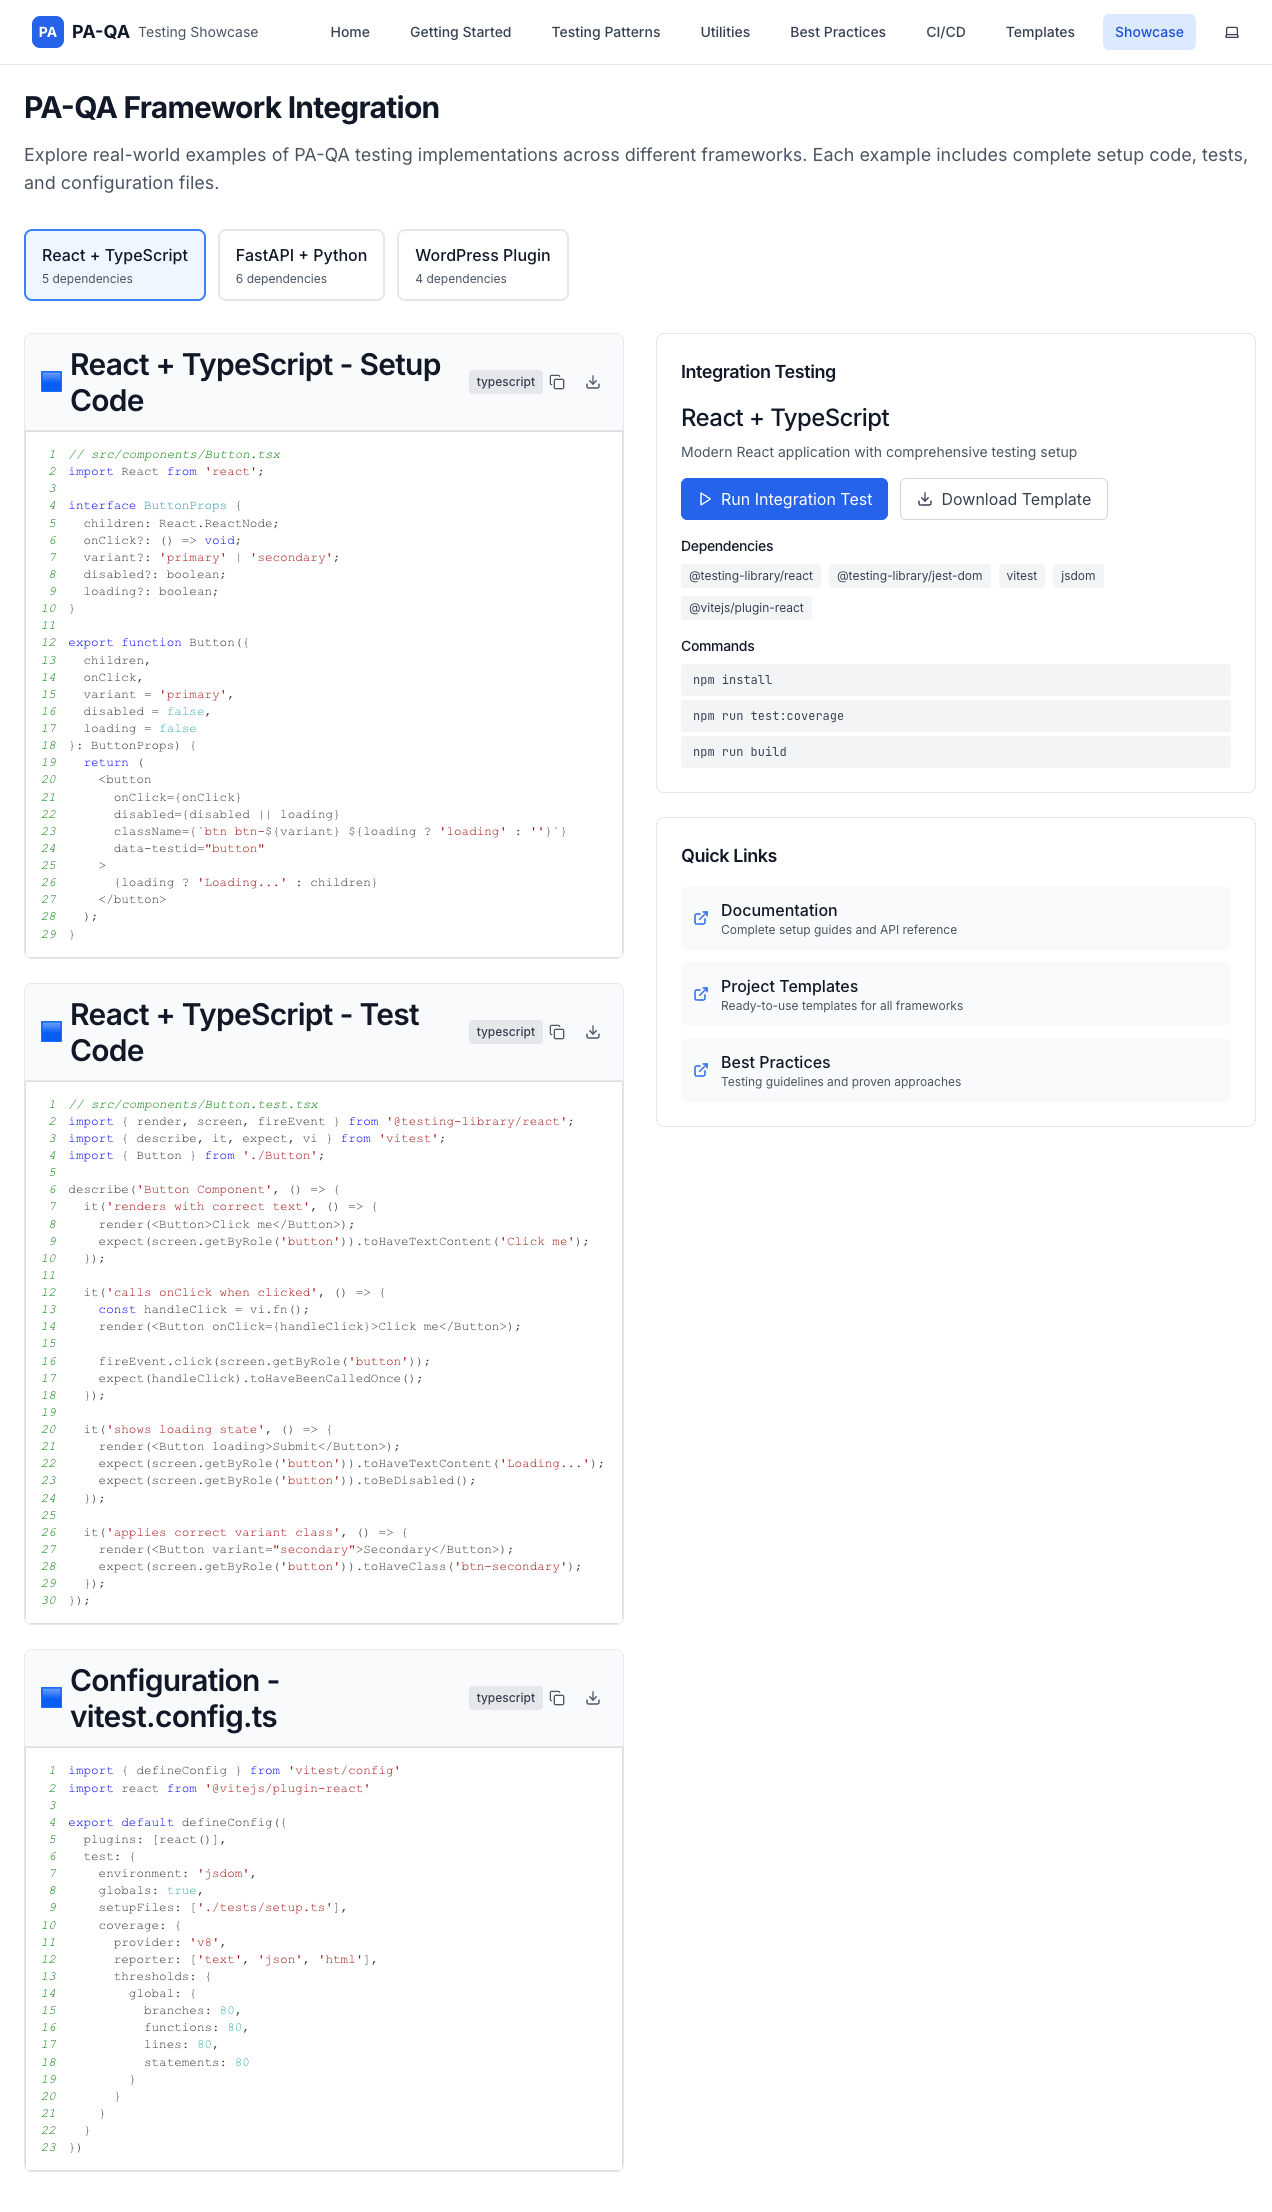 PA PA-QA Testing Showcase Home Getting Started Testing Patterns Utilities Best Practices CI/CD Templates Showcase
PA-QA Framework Integration
Explore real-world examples of PA-QA testing implementations across different frameworks. Each example includes complete setup code, tests,
and configuration files.
React + TypeScript
5 dependencies
FastAPI + Python
6 dependencies
WordPress Plugin
4 dependencies
React + TypeScript - Setup
Code
typescript
1 // src/components/Button.tsx
2 import React from 'react';
3
4 interface ButtonProps {
5   children: React.ReactNode;
6   onClick?: () => void;
7   variant?: 'primary' | 'secondary';
8   disabled?: boolean;
9   loading?: boolean;
10 }
11
12 export function Button({
13   children,
14   onClick,
15   variant = 'primary',
16   disabled = false,
17   loading = false
18 }: ButtonProps) {
19   return (
20     <button
21       onClick={onClick}
22       disabled={disabled || loading}
23       className={`btn btn-${variant} ${loading ? 'loading' : ''}`}
24       data-testid="button"
25     >
26       {loading ? 'Loading...' : children}
27     </button>
28   );
29 }
React + TypeScript - Test
Code
typescript
1 // src/components/Button.test.tsx
2 import { render, screen, fireEvent } from '@testing-library/react';
3 import { describe, it, expect, vi } from 'vitest';
4 import { Button } from './Button';
5
6 describe('Button Component', () => {
7   it('renders with correct text', () => {
8     render(<Button>Click me</Button>);
9     expect(screen.getByRole('button')).toHaveTextContent('Click me');
10   });
11
12   it('calls onClick when clicked', () => {
13     const handleClick = vi.fn();
14     render(<Button onClick={handleClick}>Click me</Button>);
15
16     fireEvent.click(screen.getByRole('button'));
17     expect(handleClick).toHaveBeenCalledOnce();
18   });
19
20   it('shows loading state', () => {
21     render(<Button loading>Submit</Button>);
22     expect(screen.getByRole('button')).toHaveTextContent('Loading...');
23     expect(screen.getByRole('button')).toBeDisabled();
24   });
25
26   it('applies correct variant class', () => {
27     render(<Button variant="secondary">Secondary</Button>);
28     expect(screen.getByRole('button')).toHaveClass('btn-secondary');
29   });
30 });
Configuration -
vitest.config.ts
typescript
1 import { defineConfig } from 'vitest/config'
2 import react from '@vitejs/plugin-react'
3
4 export default defineConfig({
5   plugins: [react()],
6   test: {
7     environment: 'jsdom',
8     globals: true,
9     setupFiles: ['./tests/setup.ts'],
10     coverage: {
11       provider: 'v8',
12       reporter: ['text', 'json', 'html'],
13       thresholds: {
14         global: {
15           branches: 80,
16           functions: 80,
17           lines: 80,
18           statements: 80
19         }
20       }
21     }
22   }
23 })
Integration Testing
React + TypeScript
Modern React application with comprehensive testing setup
Run Integration Test Download Template
Dependencies
@testing-library/react @testing-library/jest-dom vitest jsdom
@vitejs/plugin-react
Commands
npm install
npm run test:coverage
npm run build
Quick Links
Documentation
Complete setup guides and API reference
Project Templates
Ready-to-use templates for all frameworks
Best Practices
Testing guidelines and proven approaches